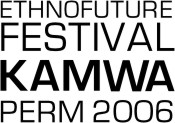 ETHNOFUTURE
FESTIVAL
KAMWA
PERM 2006